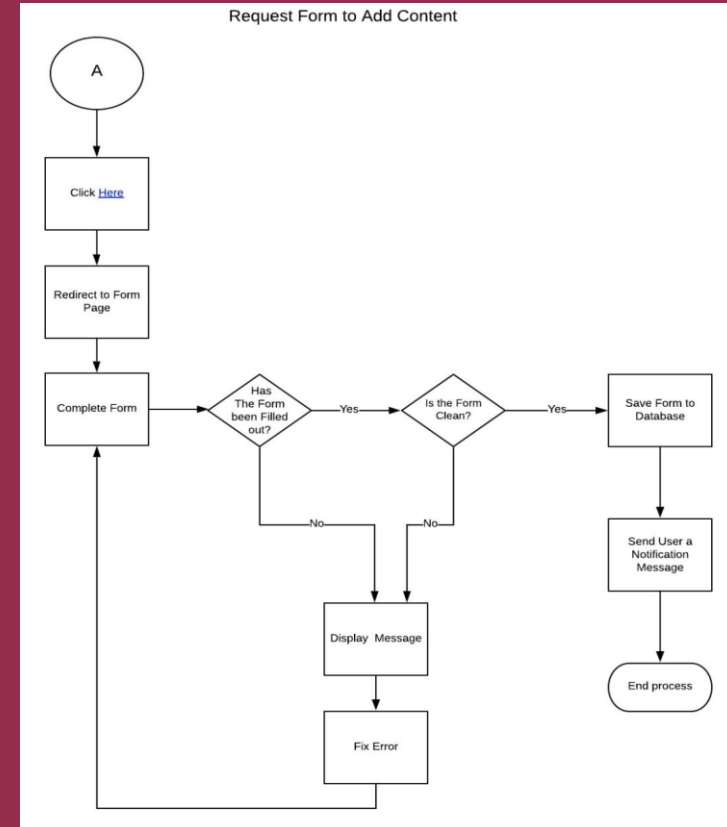 Request Form to Add Content
A
Click Here
Redirect to Form
Page
Complete Form
Has
The Form
been Filled
out?
Yes
Is the Form
Clean?
Yes
Save Form to
Database
No
No
Send User a
Notification
Message
Display Message
End process
Fix Error